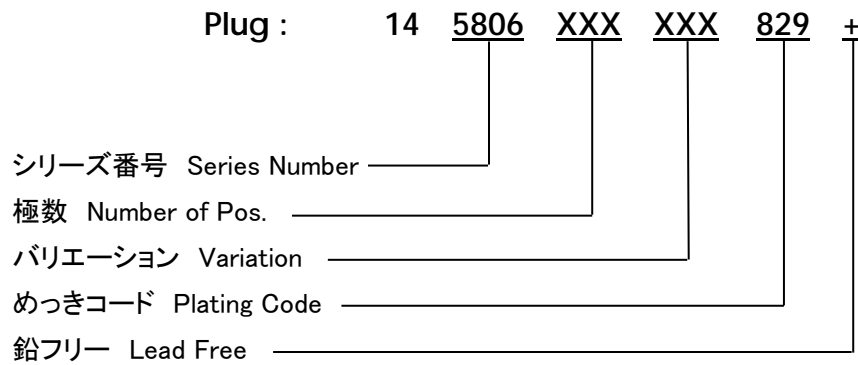 Plug : 14 5806 XXX XXX 829 +
シリーズ番号 Series Number
極数 Number of Pos.
バリエーション Variation
めっきコード Plating Code
鉛フリー Lead Free